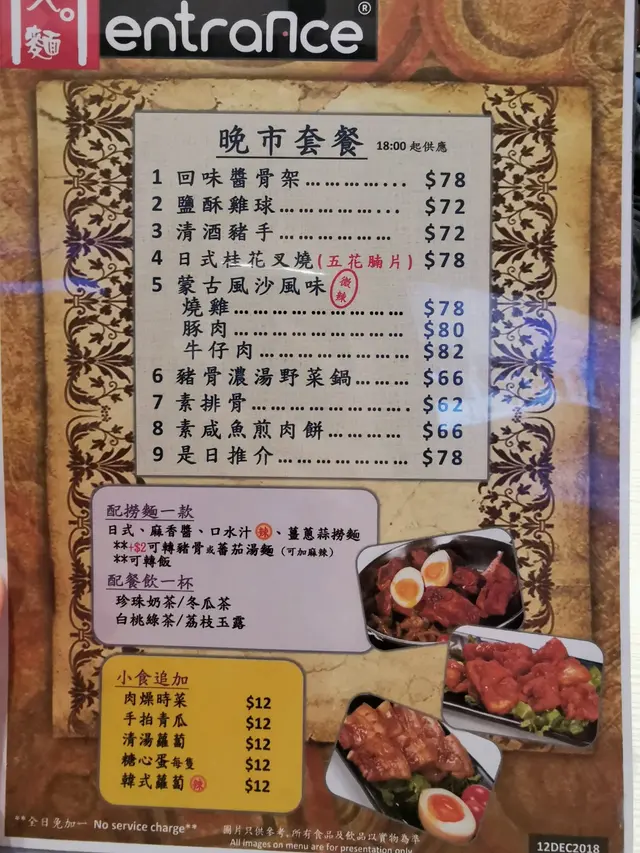 人。
麵
entrance®
晚市套餐 18:00 起供應
1 回味醬骨架………….. $78
2 鹽酥雞球………….. $72
3 清酒豬手………… $72
4 日式桂花叉燒(五花腩片) $78
5 蒙古風沙風味 微辣
燒雞……………… $78
豚肉……………… $80
牛仔肉…………… $82
6 豬骨濃湯野菜鍋…… $66
7 素排骨……………. $62
8 素咸魚煎肉餅……… $66
9 是日推介………… $78
配撈麵一款
日式、麻香醬、口水汁 辣、薑蔥蒜撈麵
**+$2可轉豬骨或蕃茄湯麵 (可加麻辣)
**可轉飯
配餐飲一杯
珍珠奶茶/冬瓜茶
白桃綠茶/荔枝玉露
小食追加
肉燥時菜 $12
手拍青瓜 $12
清湯蘿蔔 $12
糖心蛋每隻 $12
韓式蘿蔔 辣 $12
**全日免加一 No service charge**
圖片只供參考,所有食品及飲品以實物為準
All images on menu are for presentation only
12DEC2018